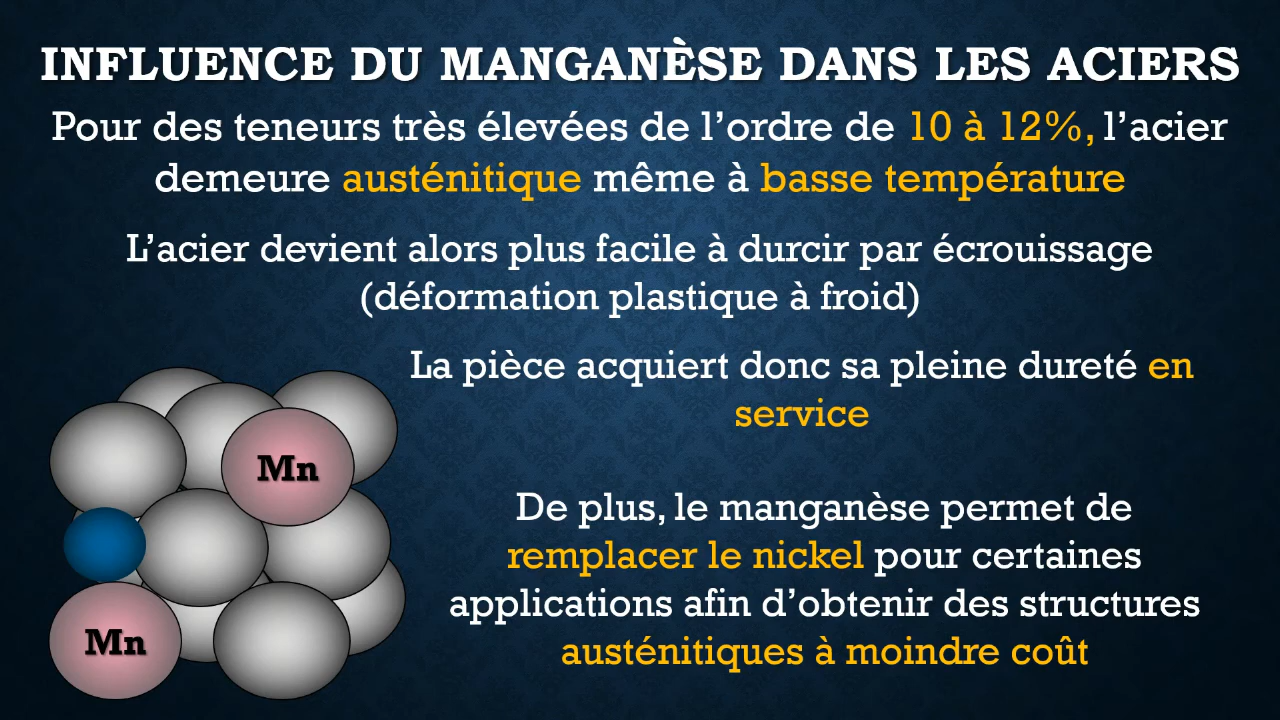 INFLUENCE DU MANGANÈSE DANS LES ACIERS
Pour des teneurs très élevées de l’ordre de 10 à 12%, l’acier
demeure austénitique même à basse température
L’acier devient alors plus facile à durcir par écrouissage
(déformation plastique à froid)
La pièce acquiert donc sa pleine dureté en
service
Mn
De plus, le manganèse permet de
remplacer le nickel pour certaines
applications afin d’obtenir des structures
austénitiques à moindre coût
Mn